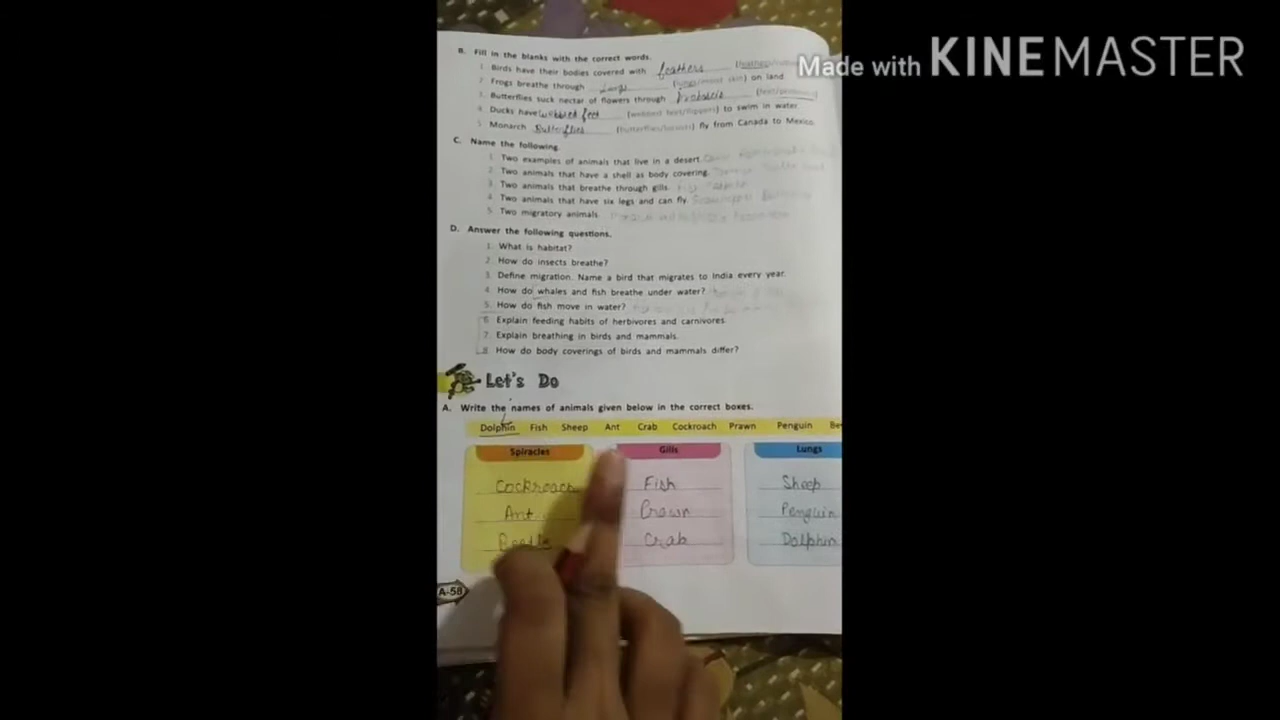 Made with KINEMASTER
B. Fill in the blanks with the correct words.
1. Birds have their bodies covered with feathers
2. Frogs breathe through Lungs (lungs/moist skin) on land
3. Butterflies suck nectar of flowers through (feet/proboscis)
4. Ducks have webbed feet (webbed feet/flippers) to swim in water.
5. Monarch Butterflies fly from Canada to Mexico.
C. Name the following.
1. Two examples of animals that live in a desert.
2. Two animals that have a shell as body covering.
3. Two animals that breathe through gills.
4. Two animals that have six legs and can fly.
5. Two migratory animals.
D. Answer the following questions.
1. What is habitat?
2. How do insects breathe?
3. Define migration. Name a bird that migrates to India every year.
4. How do whales and fish breathe under water?
5. How do fish move in water?
6. Explain feeding habits of herbivores and carnivores.
7. Explain breathing in birds and mammals.
8. How do body coverings of birds and mammals differ?
Let's Do
A. Write the names of animals given below in the correct boxes.
Dolphin Fish Sheep Ant Crab Cockroach Prawn Penguin Be
Spiracles Gills Lungs
Cockroach Fish Sheep
Ant Crown Penguin
Beetle Crab Dolphin
A-58